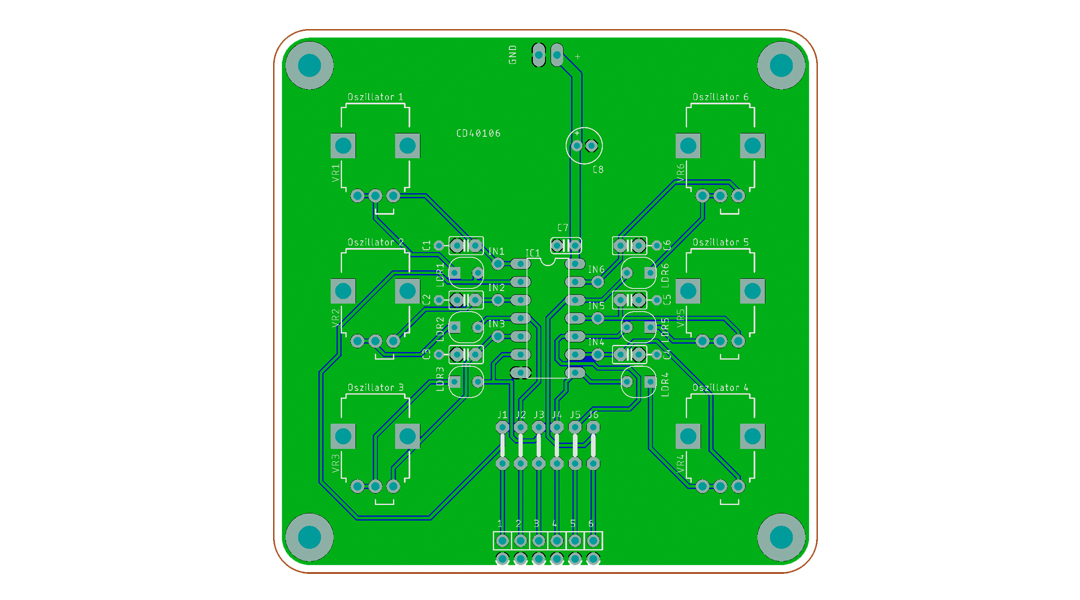 GND
+
Oszillator 1
Oszillator 6
CD40106
+
VR1
VR6
C8
C7
Oszillator 2
Oszillator 5
C1
IN1
IC1
C6
LDR1
IN6
LDR6
C2
IN2
C5
VR2
VR5
IN5
LDR2
IN3
LDR5
C3
IN4
C4
LDR3
LDR4
Oszillator 3
Oszillator 4
J1 J2 J3 J4 J5 J6
VR3
VR4
1 2 3 4 5 6